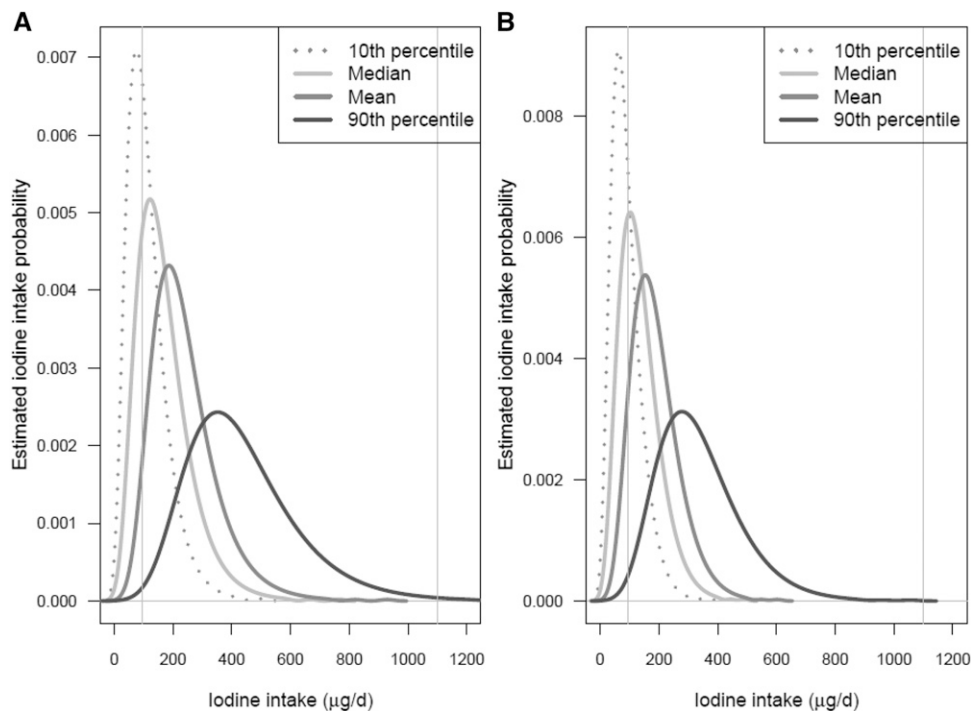 A
10th percentile
Median
Mean
90th percentile
Estimated iodine intake probability
0.007
0.006
0.005
0.004
0.003
0.002
0.001
0.000
0
200
400
600
800
1000
1200
Iodine intake (µg/d)
B
10th percentile
Median
Mean
90th percentile
Estimated iodine intake probability
0.008
0.006
0.004
0.002
0.000
0
200
400
600
800
1000
1200
Iodine intake (µg/d)